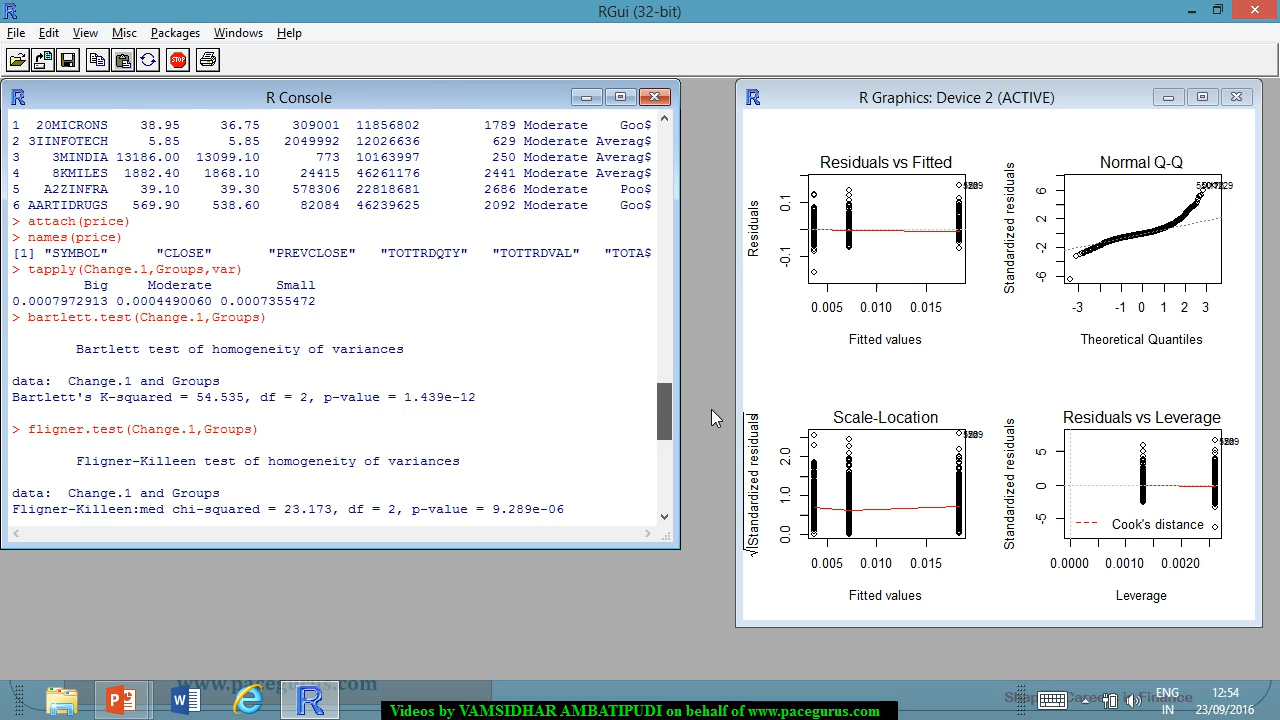 RGui (32-bit)
File Edit View Misc Packages Windows Help
STOP
R Console
1 20MICRONS 38.95 36.75 309001 11856802 1789 Moderate Goo$
2 3IINFOTECH 5.85 5.85 2049992 12026636 629 Moderate Averag$
3 3MINDIA 13186.00 13099.10 773 10163997 250 Moderate Averag$
4 8KMILES 1882.40 1868.10 24415 46261176 2441 Moderate Averag$
5 A2ZINFRA 39.10 39.30 578306 22818681 2686 Moderate Poo$
6 AARTIDRUGS 569.90 538.60 82084 46239625 2092 Moderate Goo$
> attach(price)
> names(price)
[1] "SYMBOL" "CLOSE" "PREVCLOSE" "TOTTRDQTY" "TOTTRDVAL" "TOTA$
> tapply(Change.1,Groups,var)
Big Moderate Small
0.0007972913 0.0004490060 0.0007355472
> bartlett.test(Change.1,Groups)
Bartlett test of homogeneity of variances
data: Change.1 and Groups
Bartlett's K-squared = 54.535, df = 2, p-value = 1.439e-12
> fligner.test(Change.1,Groups)
Fligner-Killeen test of homogeneity of variances
data: Change.1 and Groups
Fligner-Killeen:med chi-squared = 23.173, df = 2, p-value = 9.289e-06
R Graphics: Device 2 (ACTIVE)
Residuals vs Fitted
Residuals
-0.1 0.1
0.005 0.010 0.015
Fitted values
Normal Q-Q
Standardized residuals
-6 -2 2 6
-3 -1 0 1 2 3
Theoretical Quantiles
Scale-Location
√|Standardized residuals|
0.0 1.0 2.0
0.005 0.010 0.015
Fitted values
Residuals vs Leverage
Standardized residuals
-5 0 5
Cook's distance
0.0000 0.0010 0.0020
Leverage
www.pacegurus.com
in Finance
ENG
IN
12:54
23/09/2016
Videos by VAMSIDHAR AMBATIPUDI on behalf of www.pacegurus.com